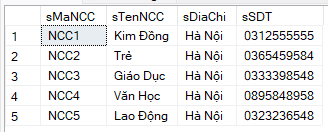 sMaNCC sTenNCC sDiaChi sSDT
1 NCC1 Kim Đồng Hà Nội 0312555555
2 NCC2 Trẻ Hà Nội 0365459584
3 NCC3 Giáo Dục Hà Nội 0333398548
4 NCC4 Văn Học Hà Nội 0895848958
5 NCC5 Lao Động Hà Nội 0323236548